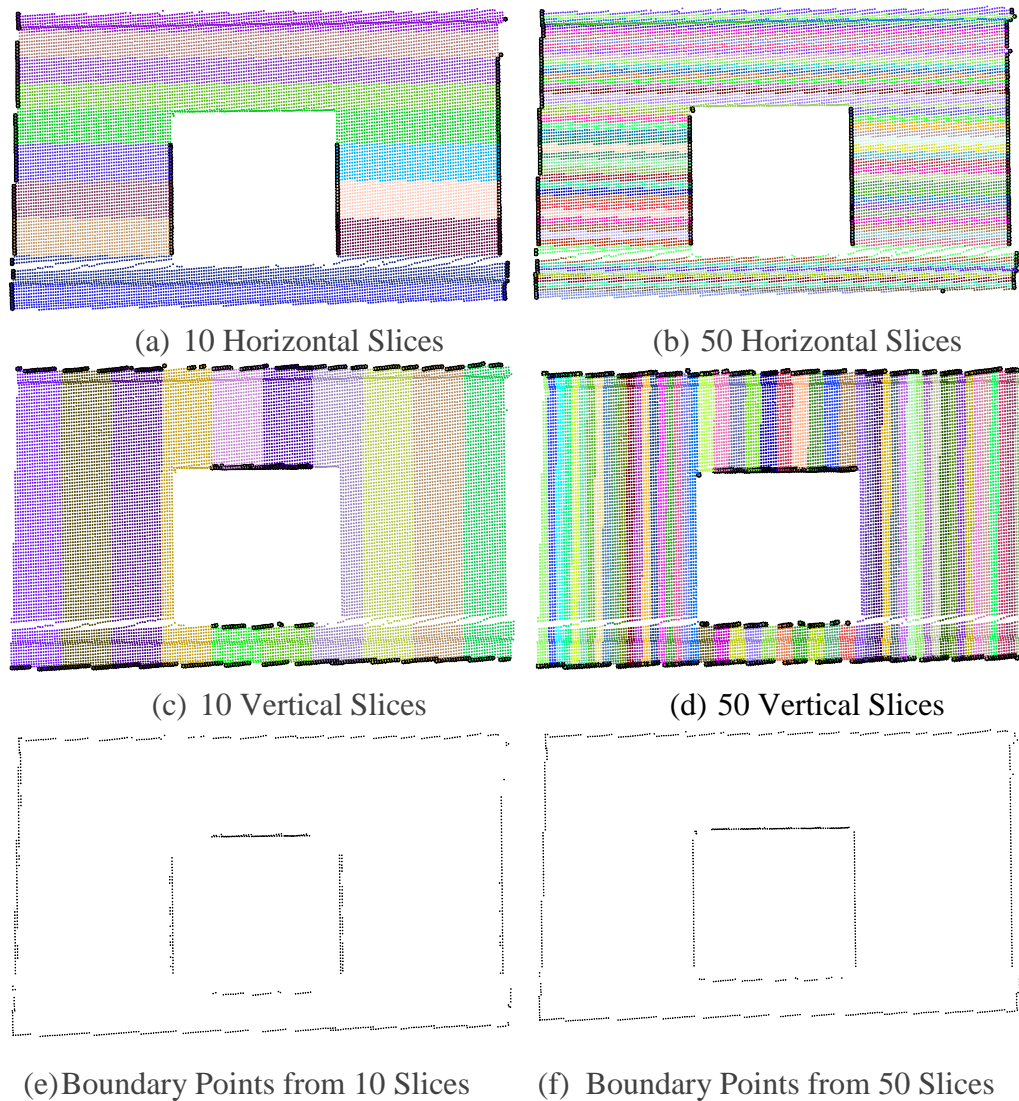 (a) 10 Horizontal Slices
(b) 50 Horizontal Slices
(c) 10 Vertical Slices
(d) 50 Vertical Slices
(e)Boundary Points from 10 Slices
(f) Boundary Points from 50 Slices